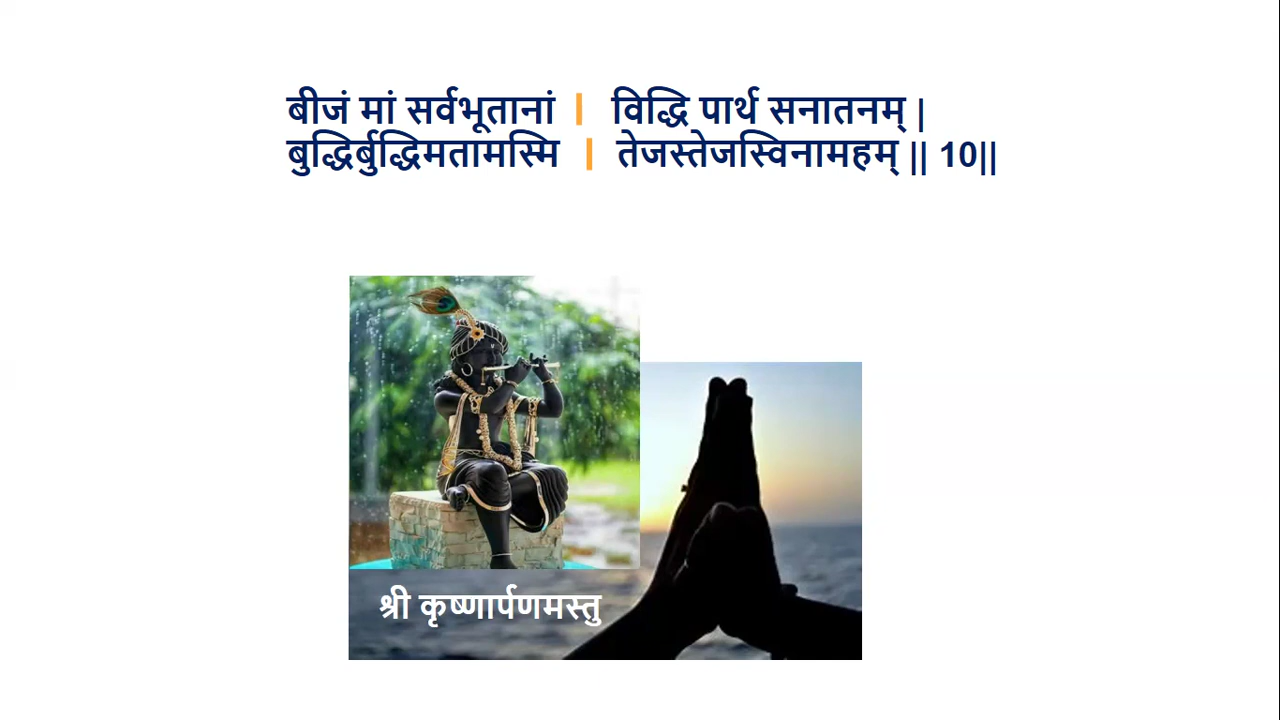 बीजं मां सर्वभूतानां | विद्धि पार्थ सनातनम् |
बुद्धिर्बुद्धिमतामस्मि | तेजस्तेजस्विनामहम् || 10||
श्री कृष्णार्पणमस्तु